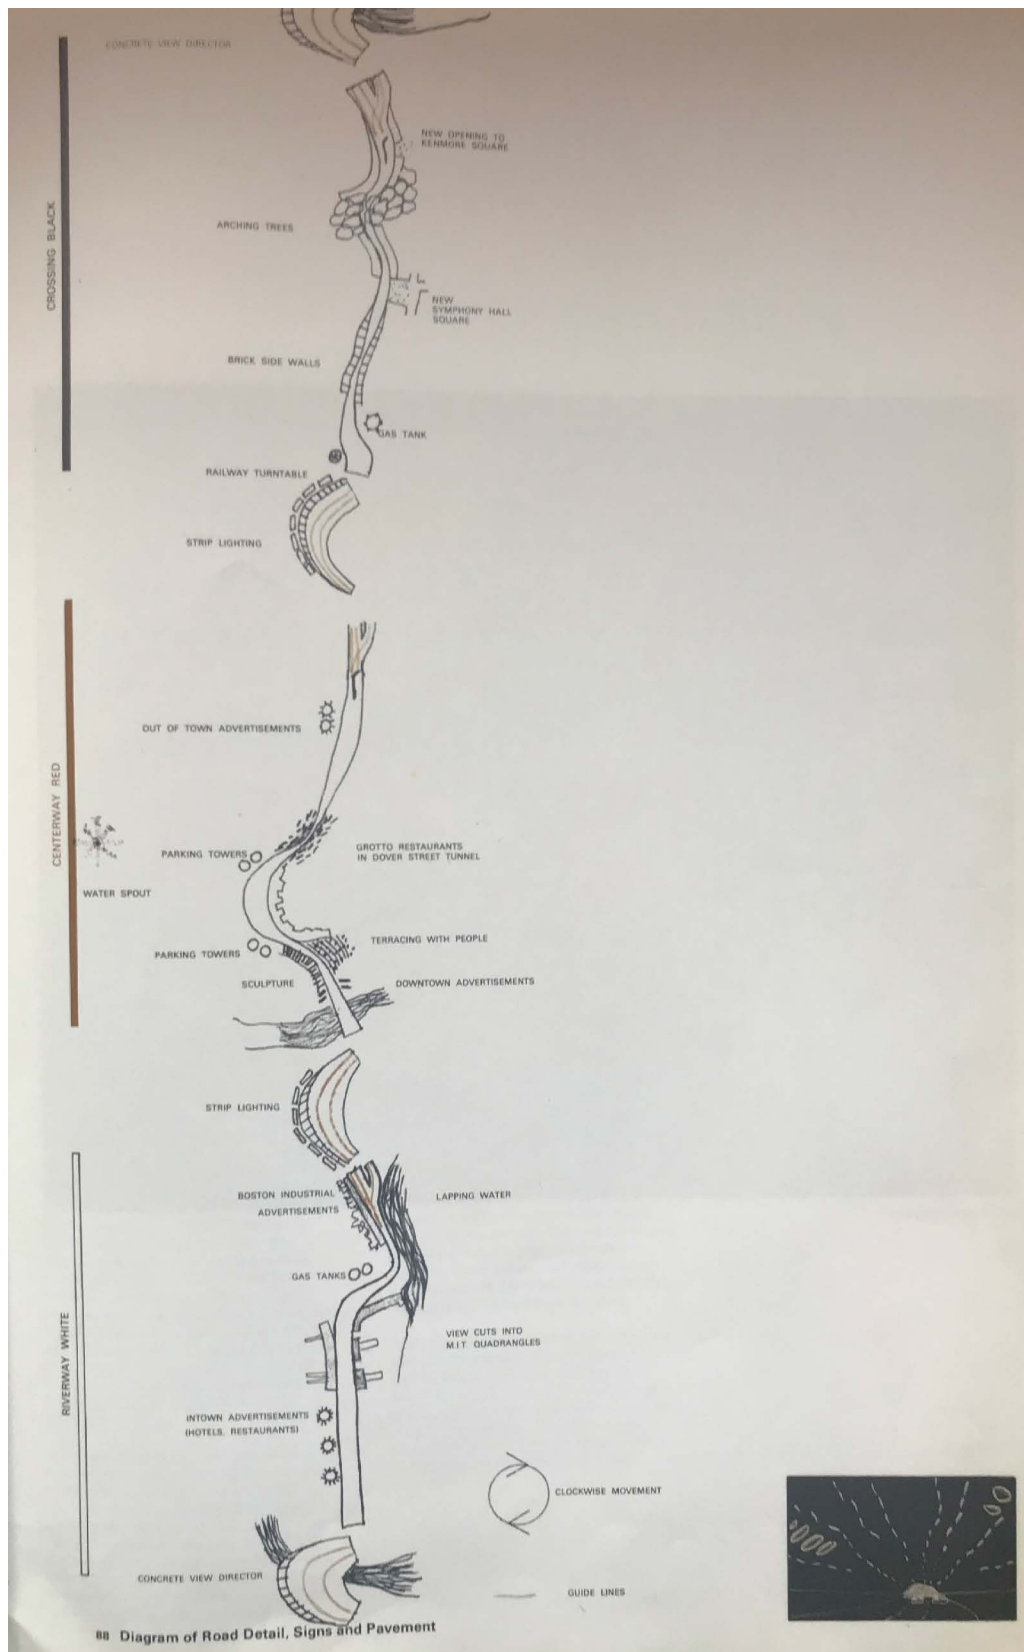 CONCRETE VIEW DIRECTOR
NEW OPENING TO
KENMORE SQUARE
CROSSING BLACK
ARCHING TREES
NEW
SYMPHONY HALL
SQUARE
BRICK SIDE WALLS
GAS TANK
RAILWAY TURNTABLE
STRIP LIGHTING
OUT OF TOWN ADVERTISEMENTS
CENTERWAY RED
PARKING TOWERS
GROTTO RESTAURANTS
IN DOVER STREET TUNNEL
WATER SPOUT
TERRACING WITH PEOPLE
PARKING TOWERS
SCULPTURE
DOWNTOWN ADVERTISEMENTS
STRIP LIGHTING
BOSTON INDUSTRIAL
ADVERTISEMENTS
LAPPING WATER
GAS TANKS
VIEW CUTS INTO
M.I.T. QUADRANGLES
RIVERWAY WHITE
INTOWN ADVERTISEMENTS
(HOTELS, RESTAURANTS)
CLOCKWISE MOVEMENT
CONCRETE VIEW DIRECTOR
GUIDE LINES
88 Diagram of Road Detail, Signs and Pavement